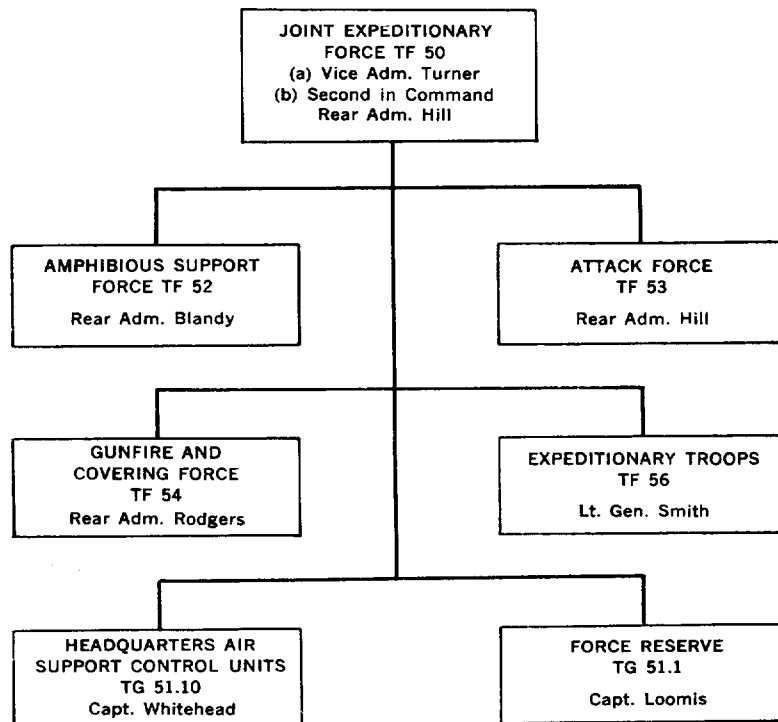 JOINT EXPEDITIONARY
FORCE TF 50
(a) Vice Adm. Turner
(b) Second in Command
Rear Adm. Hill
AMPHIBIOUS SUPPORT
FORCE TF 52
Rear Adm. Blandy
ATTACK FORCE
TF 53
Rear Adm. Hill
GUNFIRE AND
COVERING FORCE
TF 54
Rear Adm. Rodgers
EXPEDITIONARY TROOPS
TF 56
Lt. Gen. Smith
HEADQUARTERS AIR
SUPPORT CONTROL UNITS
TG 51.10
Capt. Whitehead
FORCE RESERVE
TG 51.1
Capt. Loomis